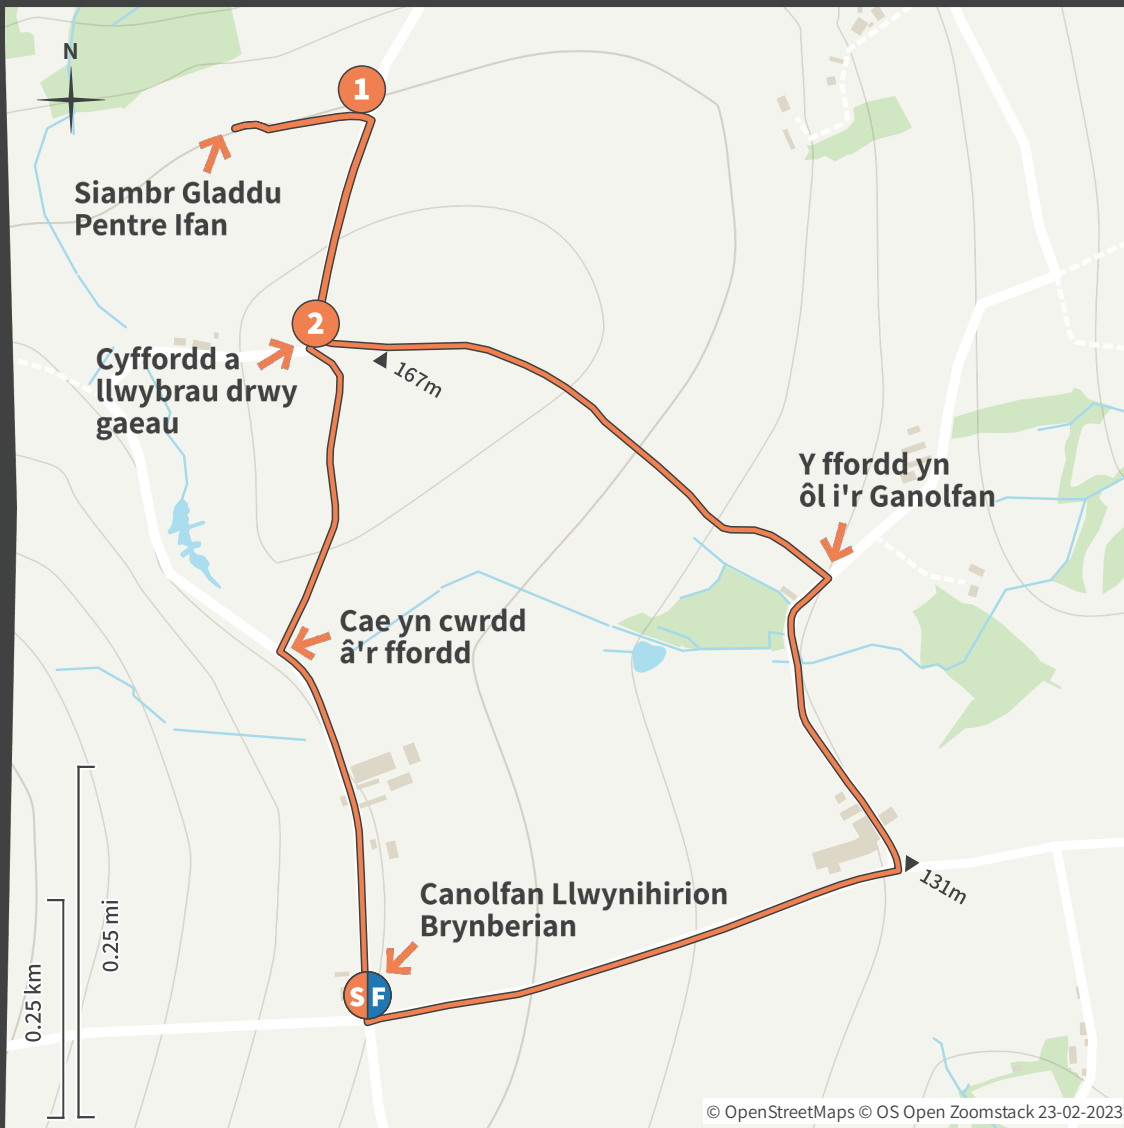 N
1
Siambr Gladdu
Pentre Ifan
2
Cyffordd a
llwybrau drwy
gaeau
167m
Y ffordd yn
ôl i'r Ganolfan
Cae yn cwrdd
â'r ffordd
131m
Canolfan Llwynihirion
Brynberian
0.25 mi
0.25 km
S F
© OpenStreetMaps © OS Open Zoomstack 23-02-2023